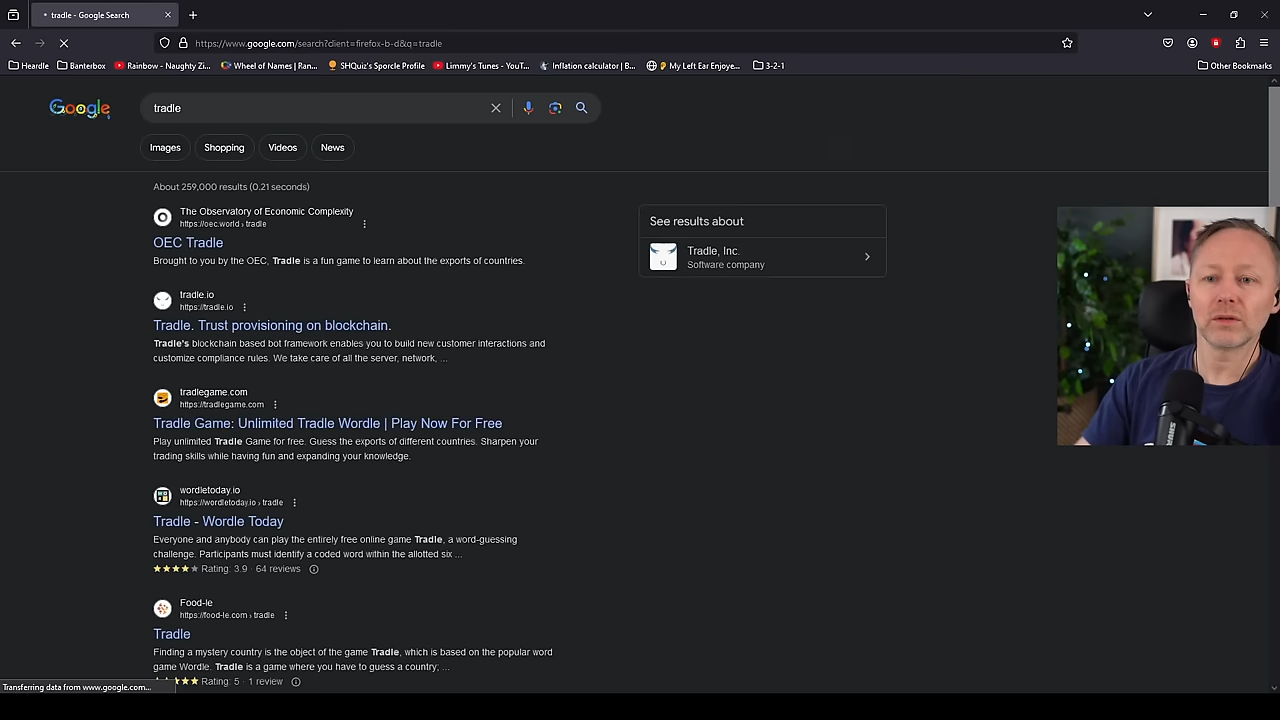 tradle - Google Search
https://www.google.com/search?client=firefox-b-d&q=tradle
Heardle
Banterbox
Rainbow - Naughty Zi...
Wheel of Names | Ran...
SHQuiz's Sporcle Profile
Limmy's Tunes - YouT...
Inflation calculator | B...
My Left Ear Enjoye...
3-2-1
Other Bookmarks
Google
tradle
Images
Shopping
Videos
News
About 259,000 results (0.21 seconds)
The Observatory of Economic Complexity
https://oec.world › tradle
OEC Tradle
Brought to you by the OEC, Tradle is a fun game to learn about the exports of countries.
See results about
Tradle, Inc.
Software company
tradle.io
https://tradle.io
Tradle. Trust provisioning on blockchain.
Tradle's blockchain based bot framework enables you to build new customer interactions and
customize compliance rules. We take care of all the server, network, ...
tradlegame.com
https://tradlegame.com
Tradle Game: Unlimited Tradle Wordle | Play Now For Free
Play unlimited Tradle Game for free. Guess the exports of different countries. Sharpen your
trading skills while having fun and expanding your knowledge.
wordletoday.io
https://wordletoday.io › tradle
Tradle - Wordle Today
Everyone and anybody can play the entirely free online game Tradle, a word-guessing
challenge. Participants must identify a coded word within the allotted six ...
Rating: 3.9 · 64 reviews
Food-le
https://food-le.com › tradle
Tradle
Finding a mystery country is the object of the game Tradle, which is based on the popular word
game Wordle. Tradle is a game where you have to guess a country; ...
Rating: 5 · 1 review
Transferring data from www.google.com...